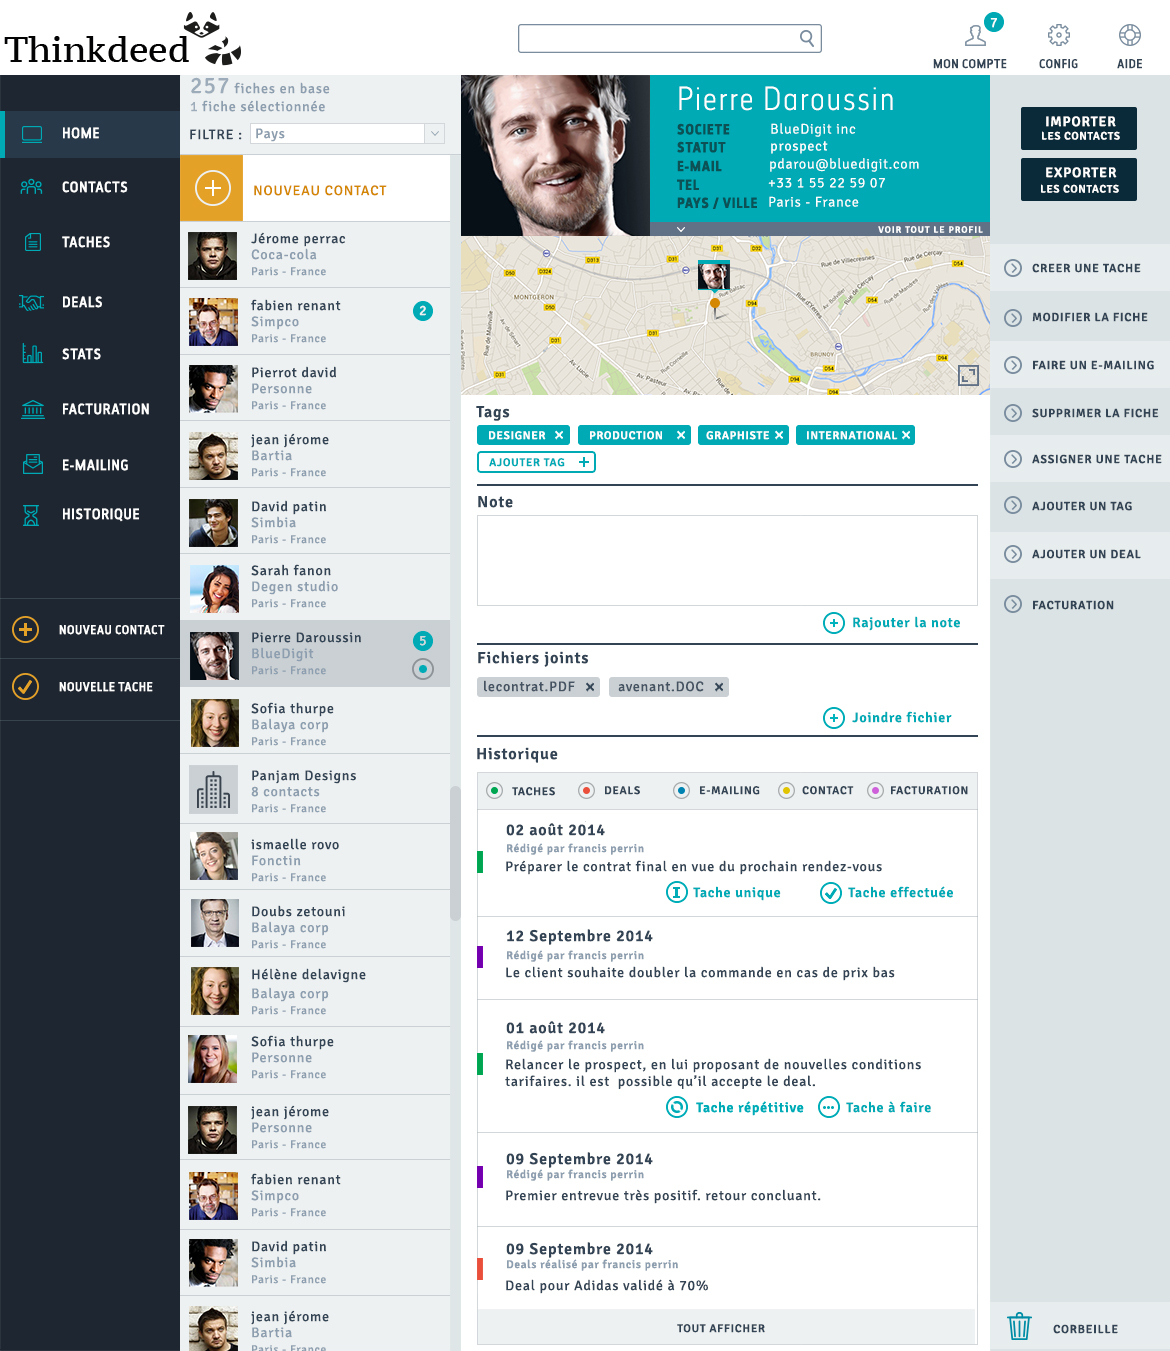 Thinkdeed
7
MON COMPTE
CONFIG
AIDE
HOME
CONTACTS
TACHES
DEALS
STATS
FACTURATION
E-MAILING
HISTORIQUE
NOUVEAU CONTACT
NOUVELLE TACHE
257 fiches en base
1 fiche sélectionnée
FILTRE : Pays
NOUVEAU CONTACT
Jérome perrac
Coca-cola
Paris - France
fabien renant
2
Simpco
Paris - France
Pierrot david
Personne
Paris - France
jean jérome
Bartia
Paris - France
David patin
Simbia
Paris - France
Sarah fanon
Degen studio
Paris - France
Pierre Daroussin
5
BlueDigit
Paris - France
Sofia thurpe
Balaya corp
Paris - France
Panjam Designs
8 contacts
Paris - France
ismaelle rovo
Fonctin
Paris - France
Doubs zetouni
Balaya corp
Paris - France
Hélène delavigne
Balaya corp
Paris - France
Sofia thurpe
Personne
Paris - France
jean jérome
Personne
Paris - France
fabien renant
Simpco
Paris - France
David patin
Simbia
Paris - France
jean jérome
Bartia
Paris - France
Pierre Daroussin
SOCIETE BlueDigit inc
STATUT prospect
E-MAIL pdarou@bluedigit.com
TEL +33 1 55 22 59 07
PAYS / VILLE Paris - France
VOIR TOUT LE PROFIL
MONTGERON
BRUNOY
Tags
DESIGNER
PRODUCTION
GRAPHISTE
INTERNATIONAL
AJOUTER TAG
Note
Rajouter la note
Fichiers joints
lecontrat.PDF
avenant.DOC
Joindre fichier
Historique
TACHES
DEALS
E-MAILING
CONTACT
FACTURATION
02 août 2014
Rédigé par francis perrin
Préparer le contrat final en vue du prochain rendez-vous
Tache unique
Tache effectuée
12 Septembre 2014
Rédigé par francis perrin
Le client souhaite doubler la commande en cas de prix bas
01 août 2014
Rédigé par francis perrin
Relancer le prospect, en lui proposant de nouvelles conditions
tarifaires. il est  possible qu'il accepte le deal.
Tache répétitive
Tache à faire
09 Septembre 2014
Rédigé par francis perrin
Premier entrevue très positif. retour concluant.
09 Septembre 2014
Deals réalisé par francis perrin
Deal pour Adidas validé à 70%
TOUT AFFICHER
IMPORTER
LES CONTACTS
EXPORTER
LES CONTACTS
CREER UNE TACHE
MODIFIER LA FICHE
FAIRE UN E-MAILING
SUPPRIMER LA FICHE
ASSIGNER UNE TACHE
AJOUTER UN TAG
AJOUTER UN DEAL
FACTURATION
CORBEILLE